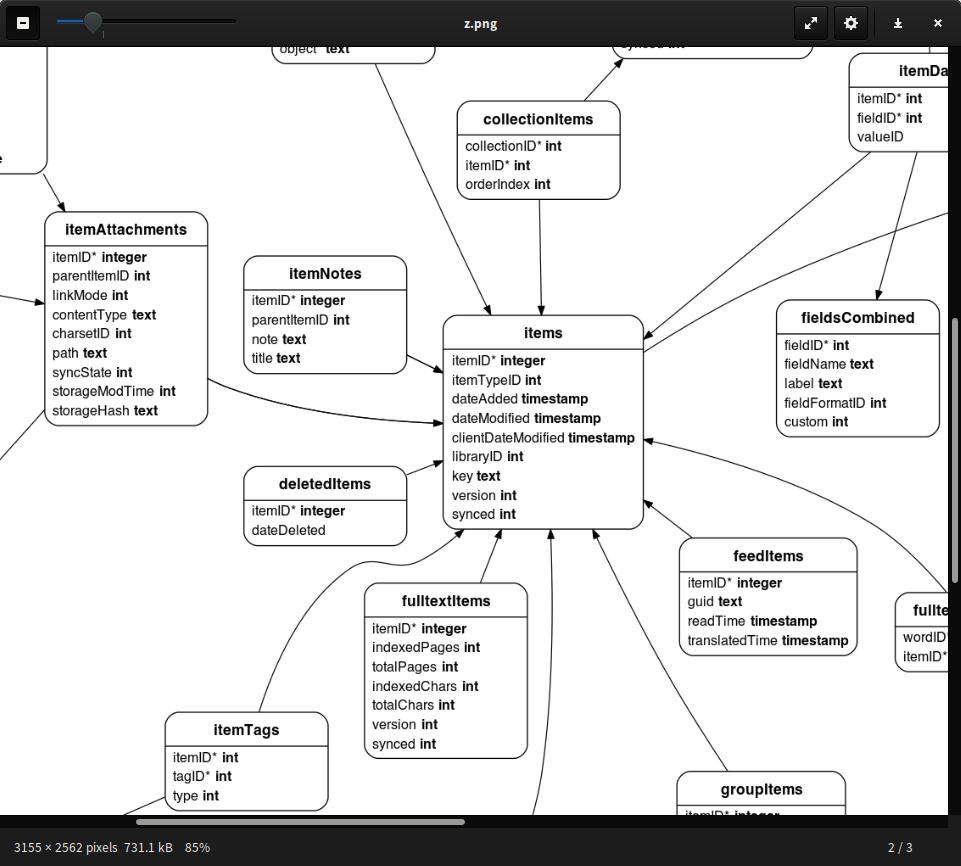 z.png
object text
synced int
collectionItems
collectionID* int
itemID* int
orderIndex int
itemDa
itemID* int
fieldID* int
valueID
e
itemAttachments
itemID* integer
parentItemID int
linkMode int
contentType text
charsetID int
path text
syncState int
storageModTime int
storageHash text
itemNotes
itemID* integer
parentItemID int
note text
title text
items
itemID* integer
itemTypeID int
dateAdded timestamp
dateModified timestamp
clientDateModified timestamp
libraryID int
key text
version int
synced int
fieldsCombined
fieldID* int
fieldName text
label text
fieldFormatID int
custom int
deletedItems
itemID* integer
dateDeleted
feedItems
itemID* integer
guid text
readTime timestamp
translatedTime timestamp
fullte
wordID*
itemID*
fulltextItems
itemID* integer
indexedPages int
totalPages int
indexedChars int
totalChars int
version int
synced int
itemTags
itemID* int
tagID* int
type int
groupItems
itemID* integer
3155 × 2562 pixels 731.1 kB 85%
2 / 3